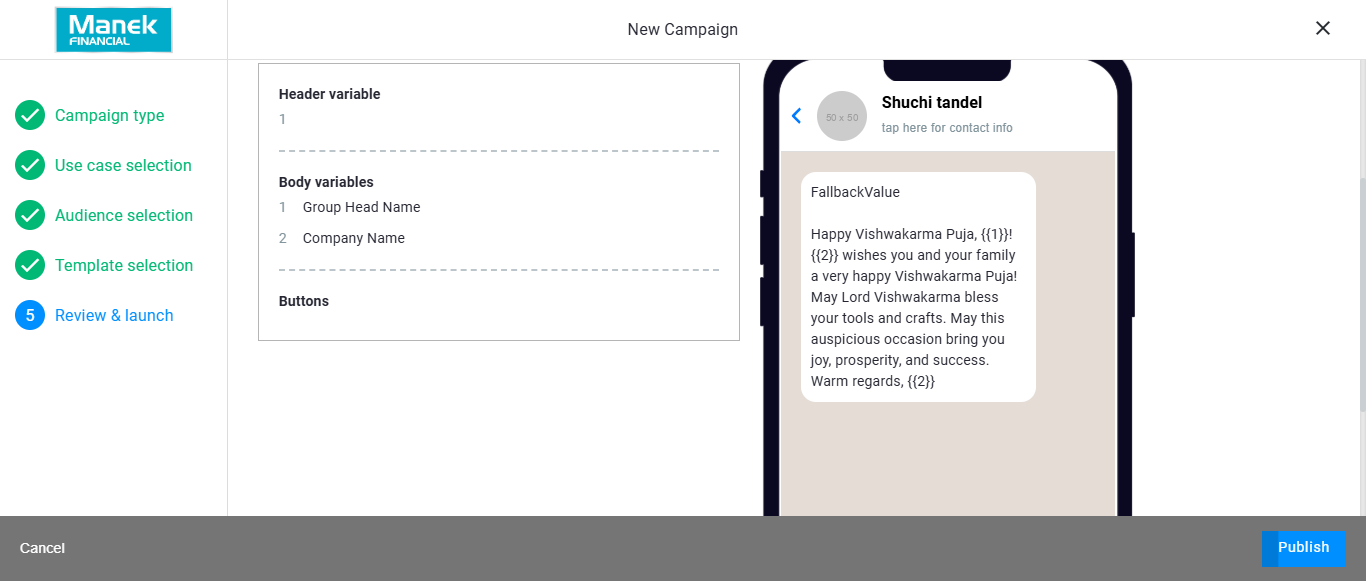 Manek
FINANCIAL
New Campaign
Campaign type
Use case selection
Audience selection
Template selection
5 Review & launch
Header variable
1
Body variables
1 Group Head Name
2 Company Name
Buttons
50 x 50
Shuchi tandel
tap here for contact info
FallbackValue
Happy Vishwakarma Puja, {{1}}!
{{2}} wishes you and your family
a very happy Vishwakarma Puja!
May Lord Vishwakarma bless
your tools and crafts. May this
auspicious occasion bring you
joy, prosperity, and success.
Warm regards, {{2}}
Cancel
Publish